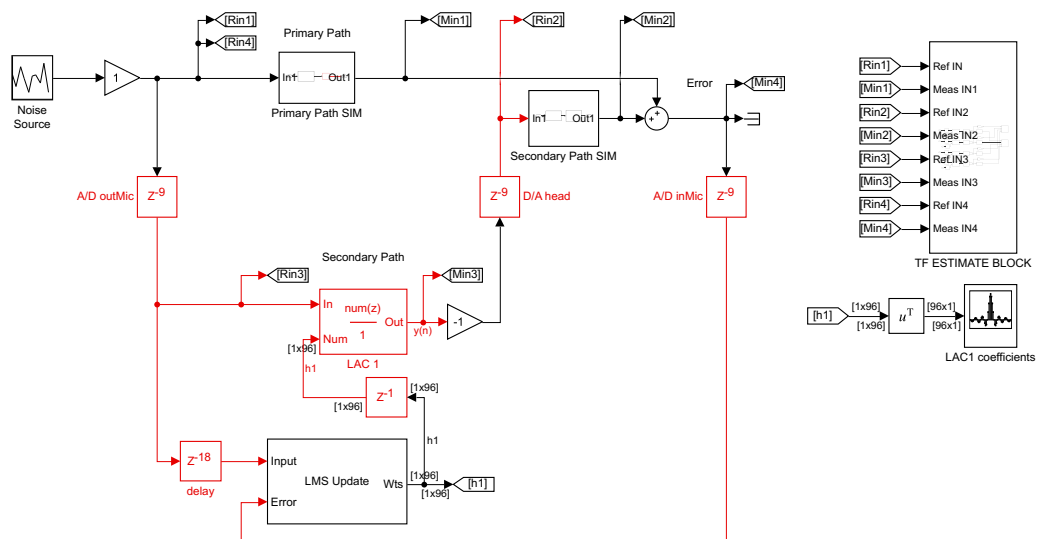 [Rin1]
[Min1]
[Rin2]
[Min2]
Primary Path
[Rin4]
Noise
Source
1
In1
Out1
Primary Path SIM
Error
[Min4]
In1
Out1
Secondary Path SIM
+
+
[Rin1]
Ref IN
[Min1]
Meas IN1
[Rin2]
Ref IN2
[Min2]
Meas IN2
[Rin3]
Ref IN3
[Min3]
Meas IN3
[Rin4]
Ref IN4
[Min4]
Meas IN4
TF ESTIMATE BLOCK
A/D outMic
Z-9
Z-9
D/A head
A/D inMic
Z-9
Secondary Path
[Rin3]
[Min3]
In
num(z)
1
Out
Num
y(n)
-1
[1x96]
LAC 1
h1
[h1]
[1x96]
[1x96]
uT
[96x1]
[96x1]
LAC1 coefficients
Z-1
[1x96]
[1x96]
h1
Z-18
delay
Input
LMS Update
Wts
Error
[1x96]
[1x96]
[h1]